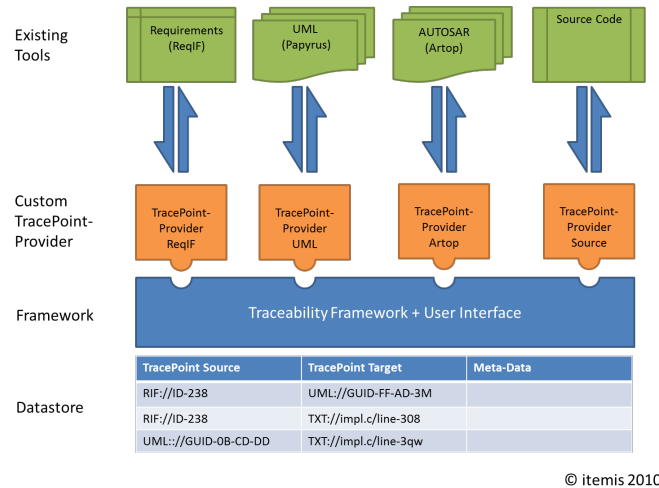 Existing
Tools
Requirements
(ReqIF)
UML
(Papyrus)
AUTOSAR
(Artop)
Source Code
Custom
TracePoint-
Provider
TracePoint-
Provider
ReqIF
TracePoint-
Provider
UML
TracePoint-
Provider
Artop
TracePoint-
Provider
Source
Framework
Traceability Framework + User Interface
Datastore
TracePoint Source TracePoint Target Meta-Data
RIF://ID-238 UML://GUID-FF-AD-3M
RIF://ID-238 TXT://impl.c/line-308
UML:://GUID-0B-CD-DD TXT://impl.c/line-3qw
© itemis 2010